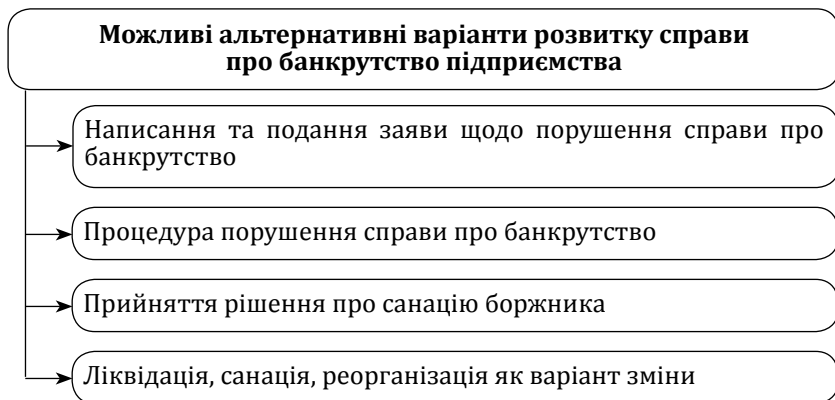 Можливі альтернативні варіанти розвитку справи
про банкрутство підприємства
Написання та подання заяви щодо порушення справи про
банкрутство
Процедура порушення справи про банкрутство
Прийняття рішення про санацію боржника
Ліквідація, санація, реорганізація як варіант зміни